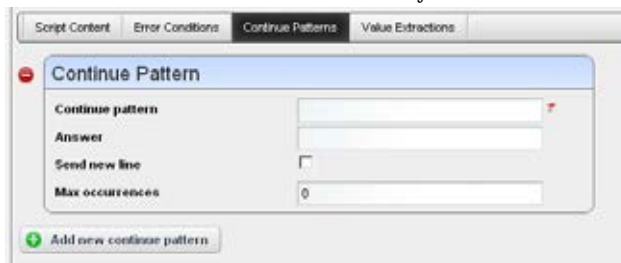 Script Content Error Conditions Continue Patterns Value Extractions
Continue Pattern
Continue pattern *
Answer
Send new line
Max occurrences 0
Add new continue pattern